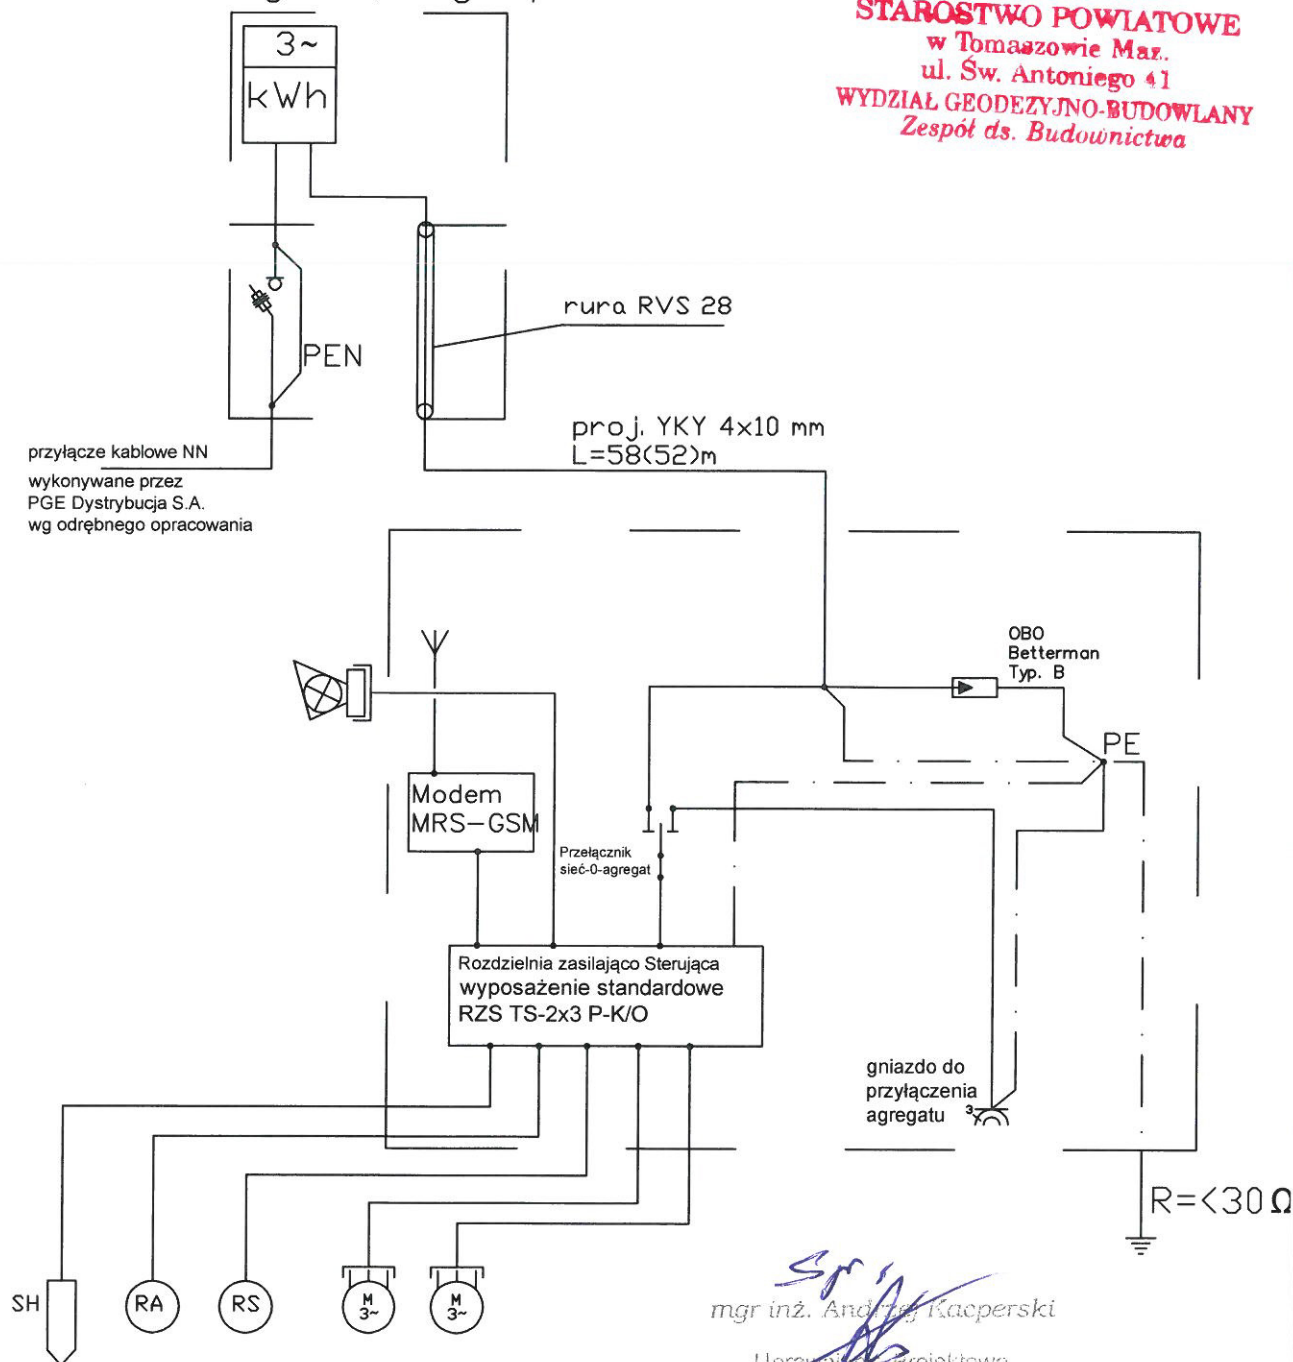 STAROSTWO POWIATOWE
w Tomaszowie Maz.
ul. Św. Antoniego 41
WYDZIAŁ GEODEZYJNO-BUDOWLANY
Zespół ds. Budownictwa
3~
kWh
rura RVS 28
PEN
proj. YKY 4x10 mm
L=58(52)m
przyłącze kablowe NN
wykonywane przez
PGE Dystrybucja S.A.
wg odrębnego opracowania
OBO
Betterman
Typ. B
PE
Modem
MRS-GSM
Przełącznik
sieć-0-agregat
Rozdzielnia zasilająco Sterująca
wyposażenie standardowe
RZS TS-2x3 P-K/O
gniazdo do
przyłączenia
agregatu
3
R=<30Ω
SH
RA
RS
M
3~
M
3~
mgr inż. Andrzej Kacperski